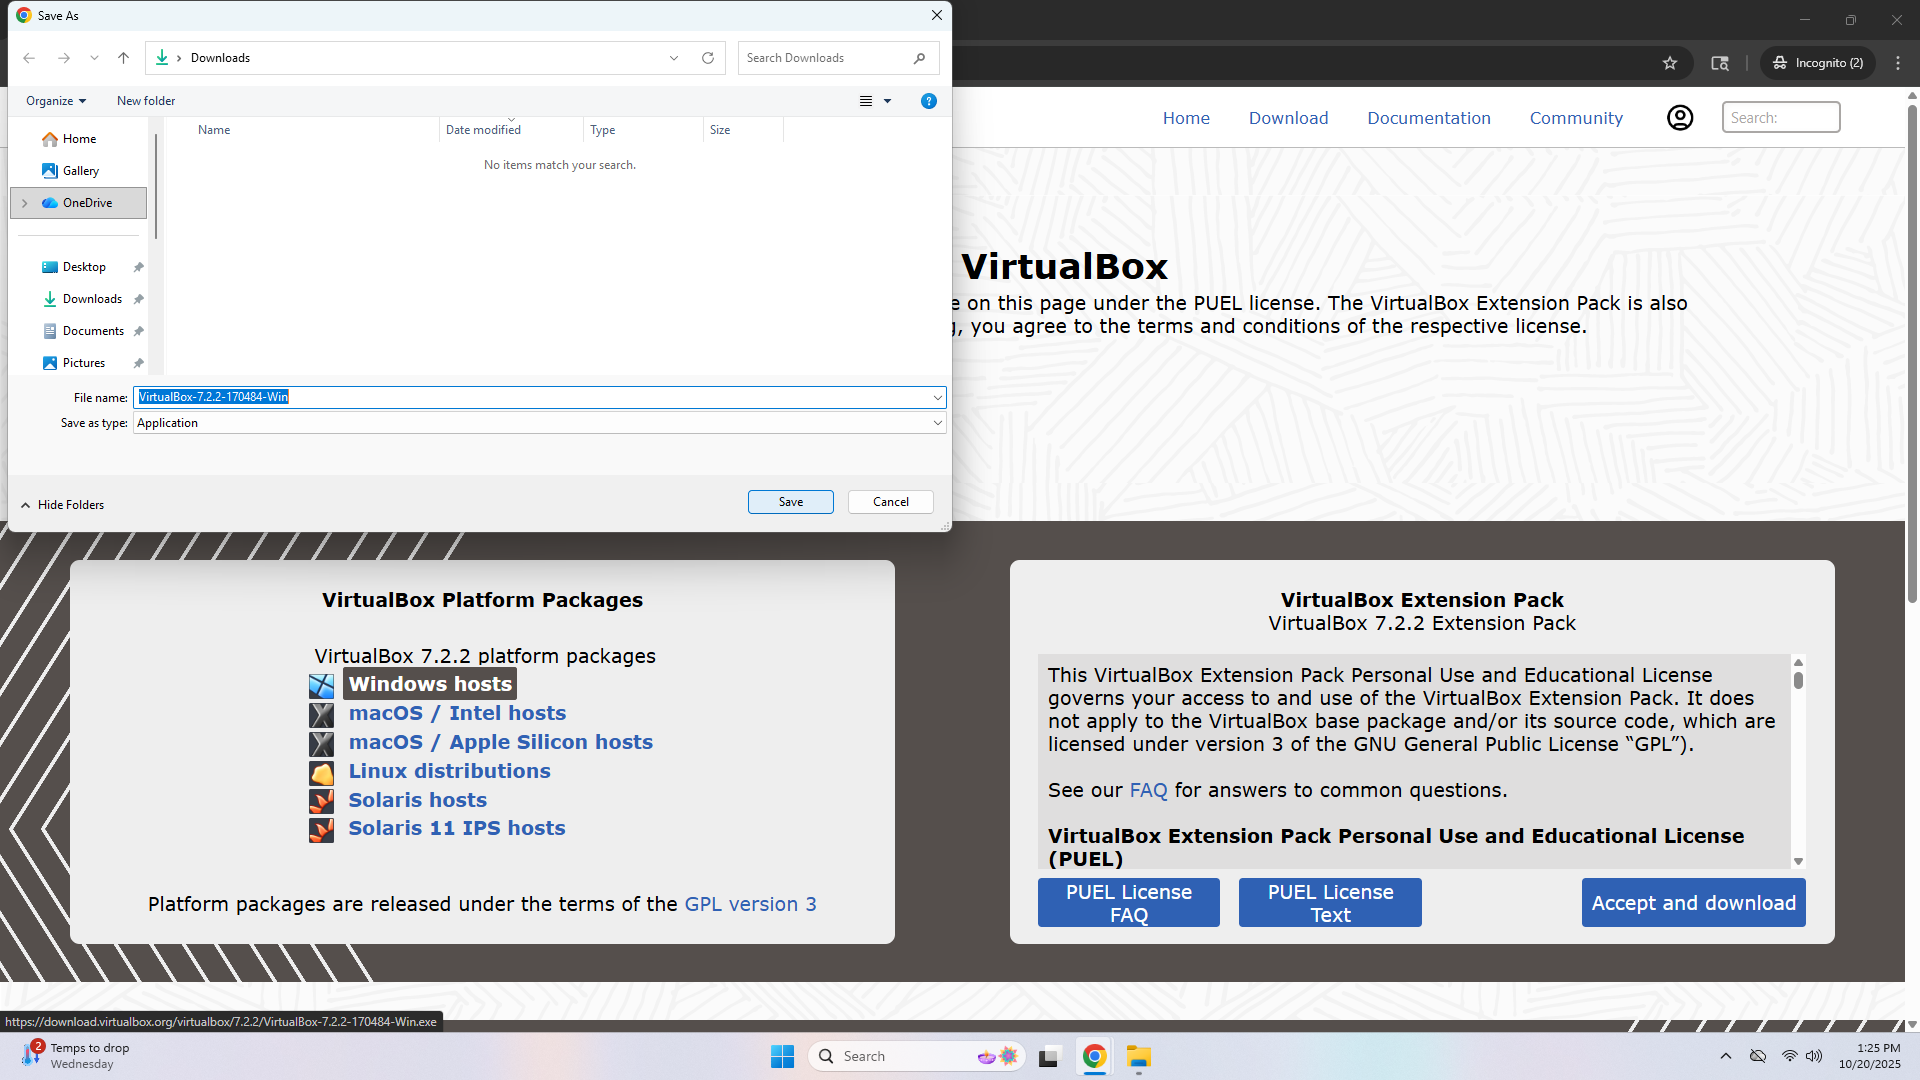 Save As
Downloads
Search Downloads
Incognito (2)
Organize
New folder
?
Home
Gallery
OneDrive
Desktop
Downloads
Documents
Pictures
Name
Date modified
Type
Size
No items match your search.
File name:
VirtualBox-7.2.2-170484-Win
Save as type:
Application
Hide Folders
Save
Cancel
Home
Download
Documentation
Community
Search:
VirtualBox
e on this page under the PUEL license. The VirtualBox Extension Pack is also
, you agree to the terms and conditions of the respective license.
VirtualBox Platform Packages
VirtualBox 7.2.2 platform packages
Windows hosts
macOS / Intel hosts
macOS / Apple Silicon hosts
Linux distributions
Solaris hosts
Solaris 11 IPS hosts
Platform packages are released under the terms of the GPL version 3
VirtualBox Extension Pack
VirtualBox 7.2.2 Extension Pack
This VirtualBox Extension Pack Personal Use and Educational License
governs your access to and use of the VirtualBox Extension Pack. It does
not apply to the VirtualBox base package and/or its source code, which are
licensed under version 3 of the GNU General Public License “GPL”).
See our FAQ for answers to common questions.
VirtualBox Extension Pack Personal Use and Educational License
(PUEL)
PUEL License
FAQ
PUEL License
Text
Accept and download
https://download.virtualbox.org/virtualbox/7.2.2/VirtualBox-7.2.2-170484-Win.exe
2
Temps to drop
Wednesday
Search
1:25 PM
10/20/2025